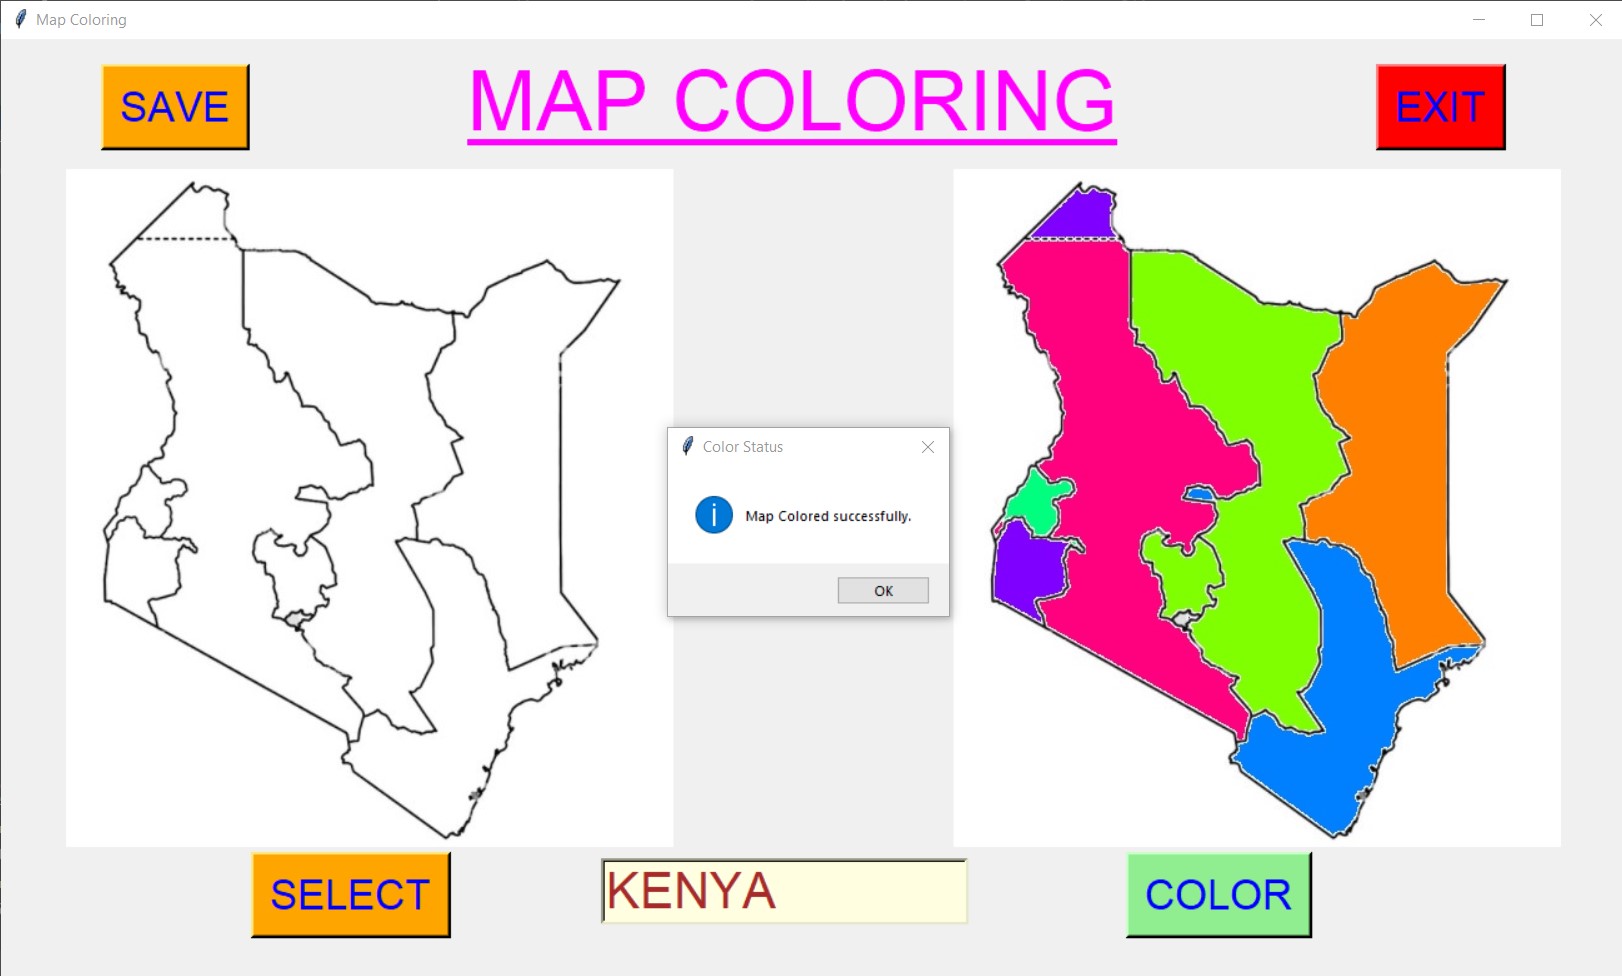 Map Coloring
SAVE
MAP COLORING
EXIT
Color Status
i
Map Colored successfully.
OK
SELECT
KENYA
COLOR